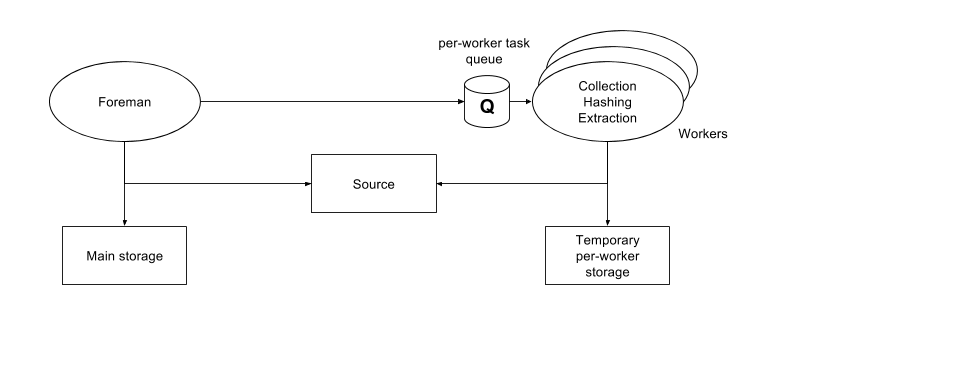 per-worker task
queue
Foreman
Q
Collection
Hashing
Extraction
Workers
Source
Main storage
Temporary
per-worker
storage